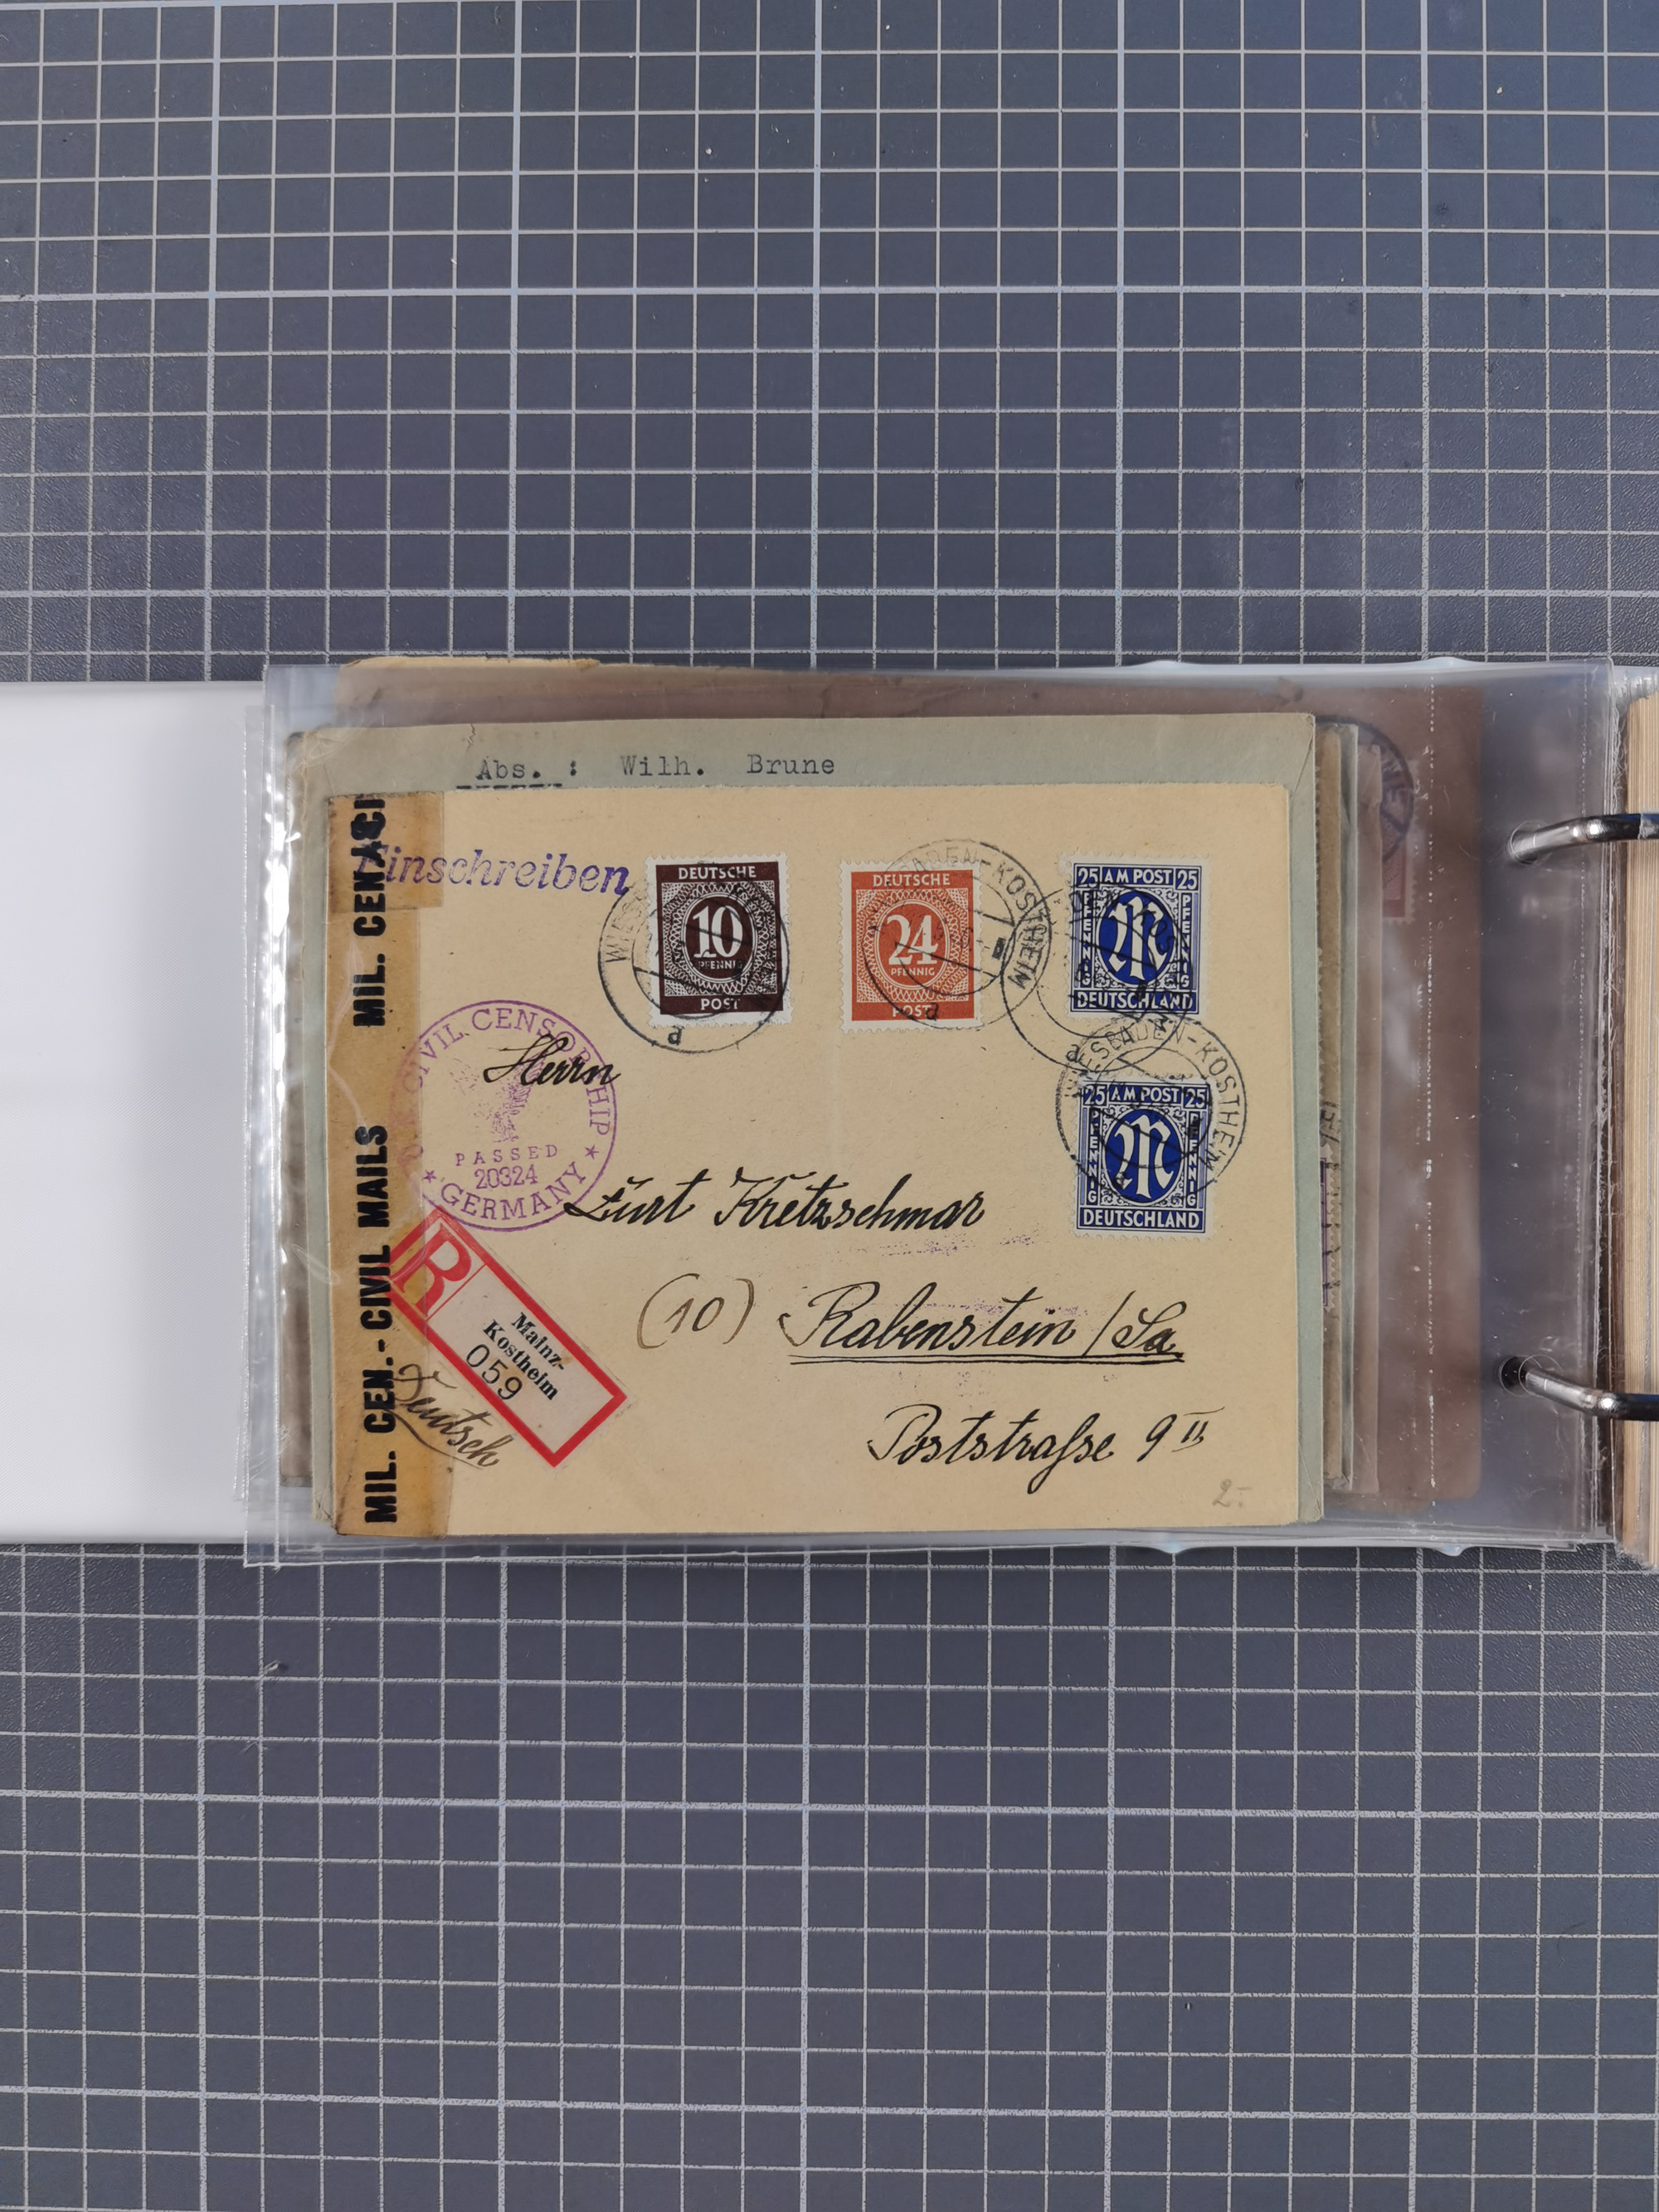 Abs. : Wilh. Brune
MIL. CEN.- CIVIL MAILS
MIL. CEN.
Einschreiben
DEUTSCHE
10
PFENNIG
POST
DEUTSCHE
24
PFENNIG
POST
25 AM POST 25
PFENNIG
DEUTSCHLAND
25 AM POST 25
PFENNIG
PFENNIG
DEUTSCHLAND
WIESBADEN-KOSTHEIM
CIVIL CENSORSHIP
PASSED
20324
GERMANY
Herrn
Kurt Kretzschmar
(10) Rabenstein / Sa.
Poststraße 9 II
R
Mainz-
Kostheim
059
Deutsch
2.-